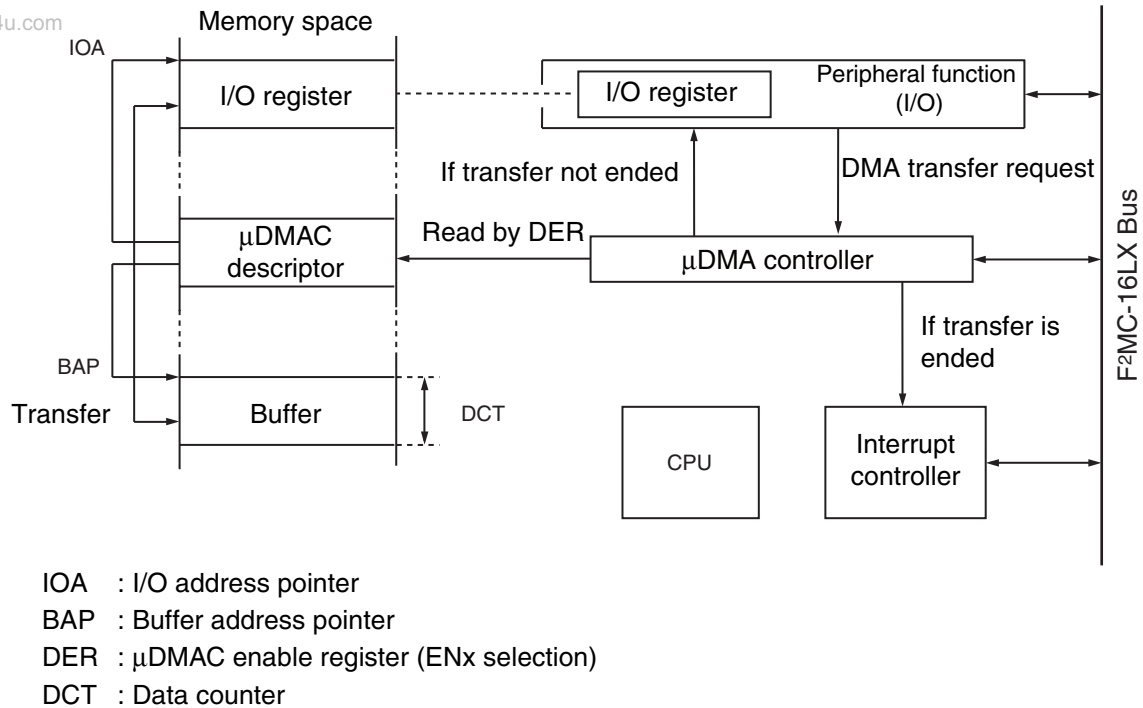 4u.com
Memory space
IOA
I/O register
I/O register
Peripheral function
(I/O)
If transfer not ended
DMA transfer request
µDMAC
descriptor
Read by DER
µDMA controller
F²MC-16LX Bus
If transfer is
ended
BAP
Transfer
Buffer
DCT
CPU
Interrupt
controller
IOA : I/O address pointer
BAP : Buffer address pointer
DER : µDMAC enable register (ENx selection)
DCT : Data counter